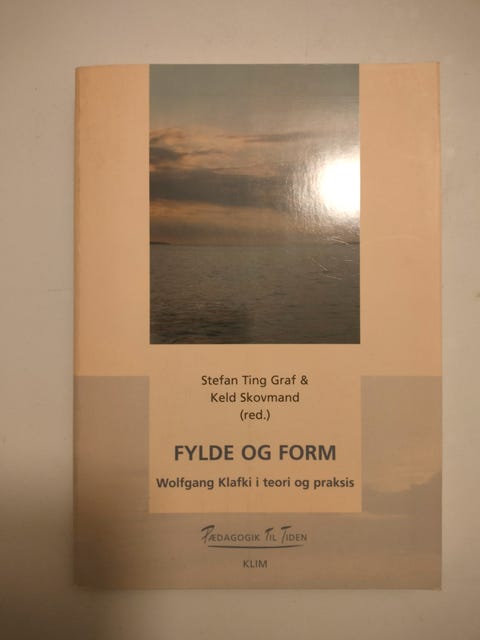 Stefan Ting Graf &
Keld Skovmand
(red.)
FYLDE OG FORM
Wolfgang Klafki i teori og praksis
PÆDAGOGIK TIL TIDEN
KLIM